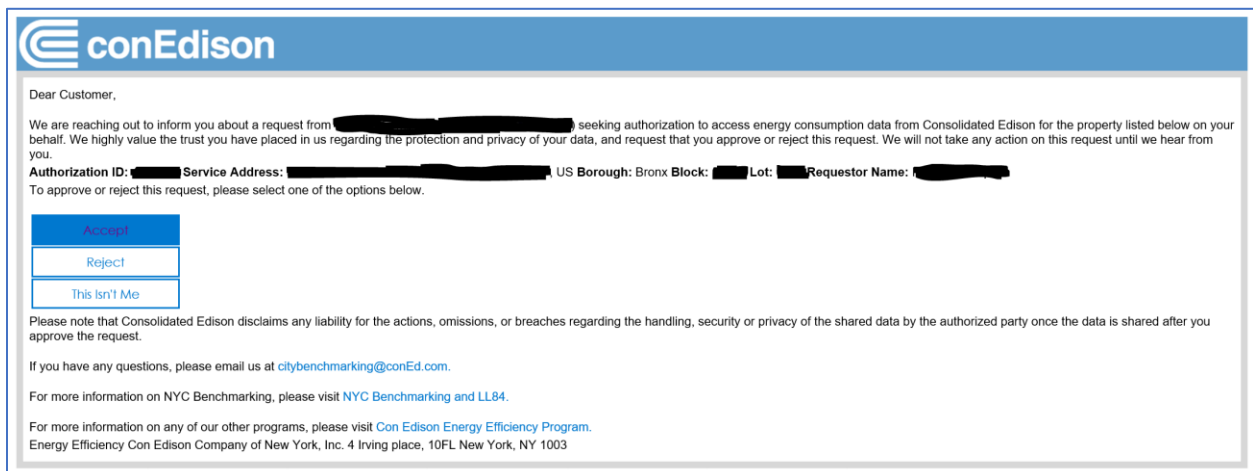 conEdison
Dear Customer,
We are reaching out to inform you about a request from ) seeking authorization to access energy consumption data from Consolidated Edison for the property listed below on your
behalf. We highly value the trust you have placed in us regarding the protection and privacy of your data, and request that you approve or reject this request. We will not take any action on this request until we hear from
you.
Authorization ID: Service Address: , US Borough: Bronx Block: Lot: Requestor Name:
To approve or reject this request, please select one of the options below.
Accept
Reject
This Isn't Me
Please note that Consolidated Edison disclaims any liability for the actions, omissions, or breaches regarding the handling, security or privacy of the shared data by the authorized party once the data is shared after you
approve the request.
If you have any questions, please email us at citybenchmarking@conEd.com.
For more information on NYC Benchmarking, please visit NYC Benchmarking and LL84.
For more information on any of our other programs, please visit Con Edison Energy Efficiency Program.
Energy Efficiency Con Edison Company of New York, Inc. 4 Irving place, 10FL New York, NY 1003